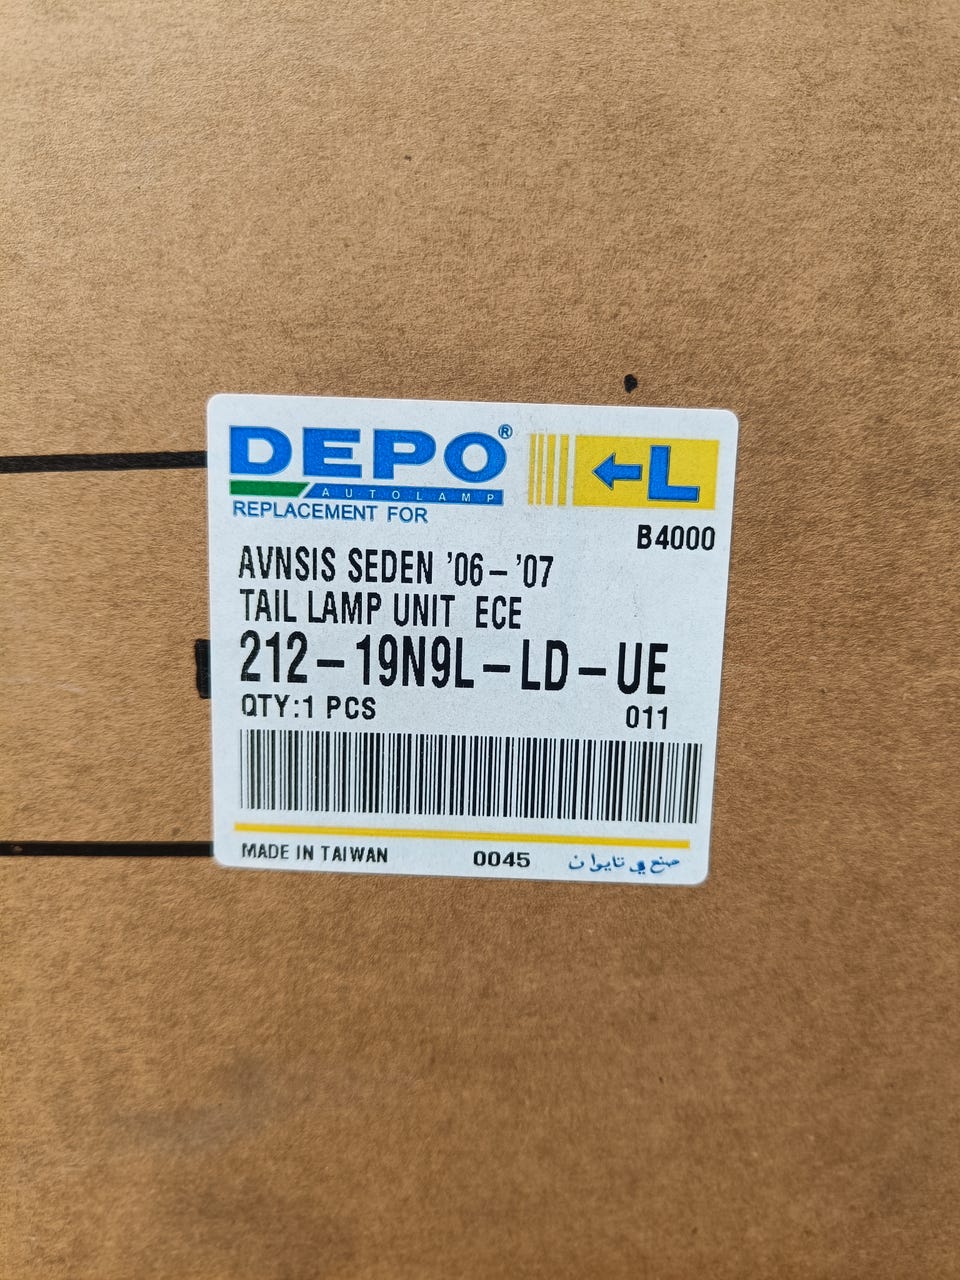 DEPO®
AUTOLAMP
REPLACEMENT FOR
L
B4000
AVNSIS SEDEN '06-'07
TAIL LAMP UNIT ECE
212-19N9L-LD-UE
QTY:1 PCS
011
MADE IN TAIWAN 0045 صنع في تايوان